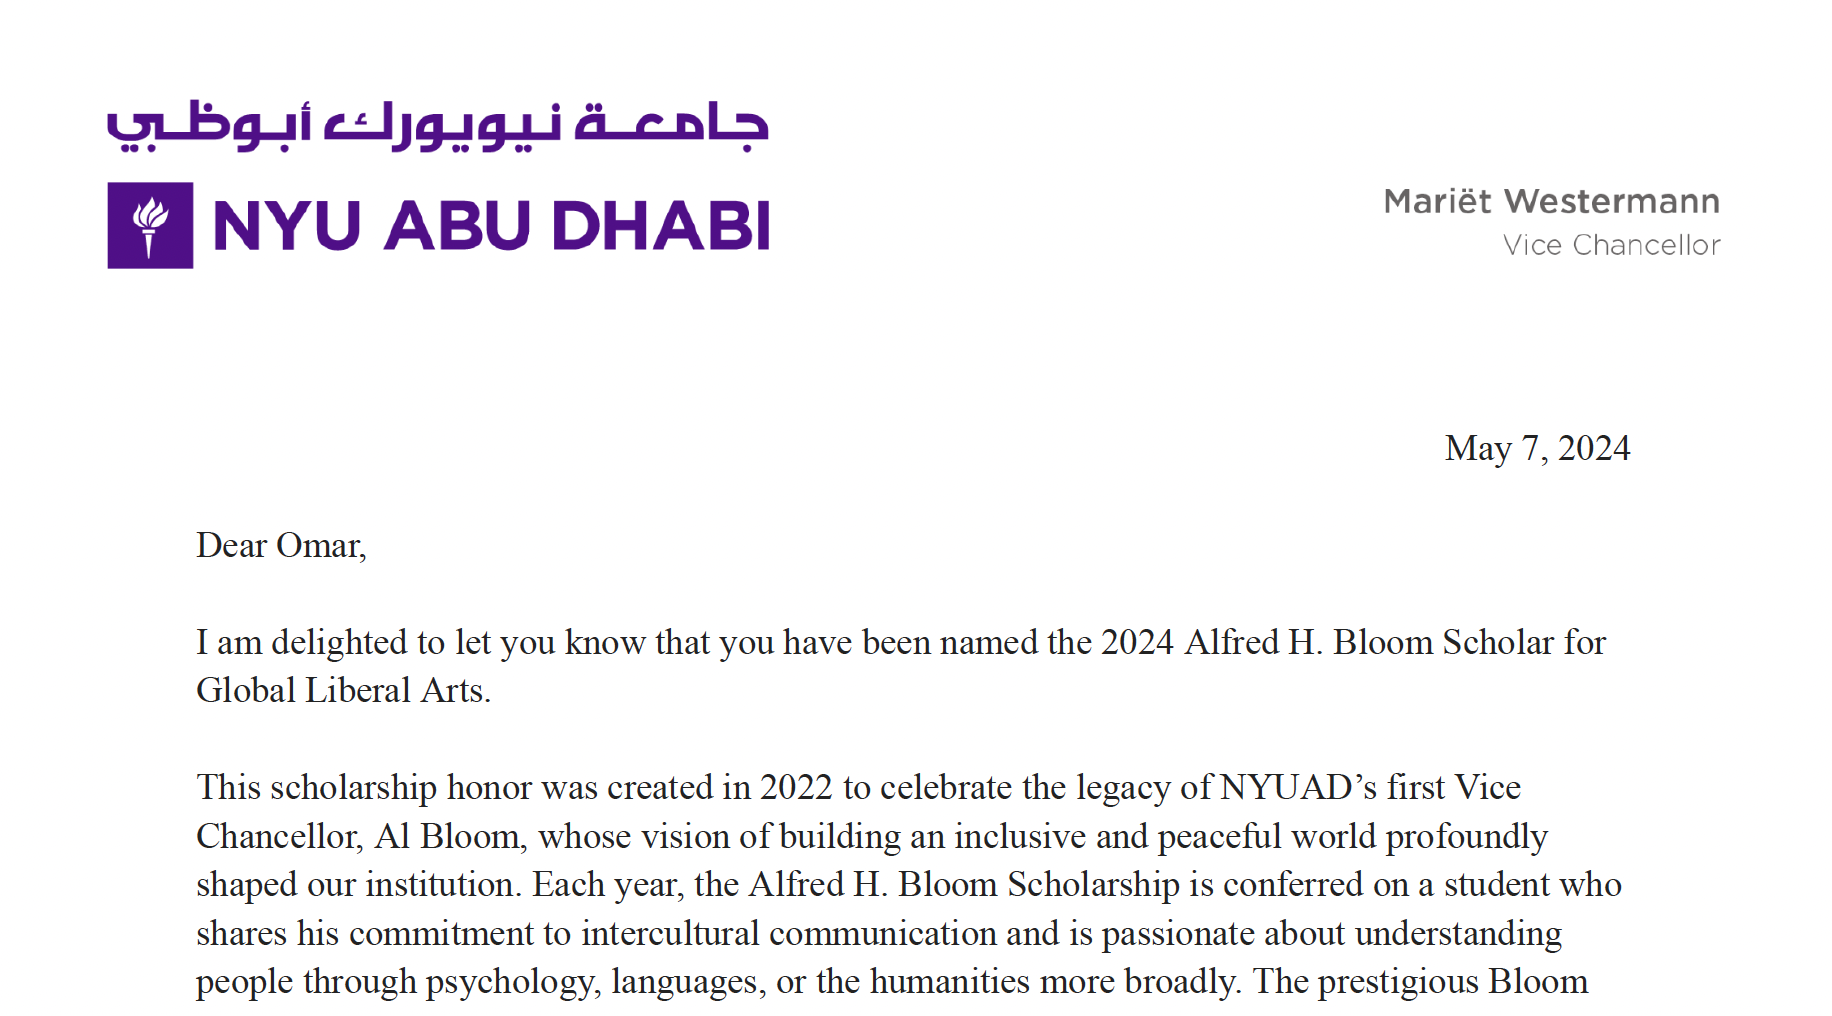 جامعة نيويورك أبوظبي
NYU ABU DHABI
Mariët Westermann
Vice Chancellor
May 7, 2024
Dear Omar,
I am delighted to let you know that you have been named the 2024 Alfred H. Bloom Scholar for
Global Liberal Arts.
This scholarship honor was created in 2022 to celebrate the legacy of NYUAD’s first Vice
Chancellor, Al Bloom, whose vision of building an inclusive and peaceful world profoundly
shaped our institution. Each year, the Alfred H. Bloom Scholarship is conferred on a student who
shares his commitment to intercultural communication and is passionate about understanding
people through psychology, languages, or the humanities more broadly. The prestigious Bloom